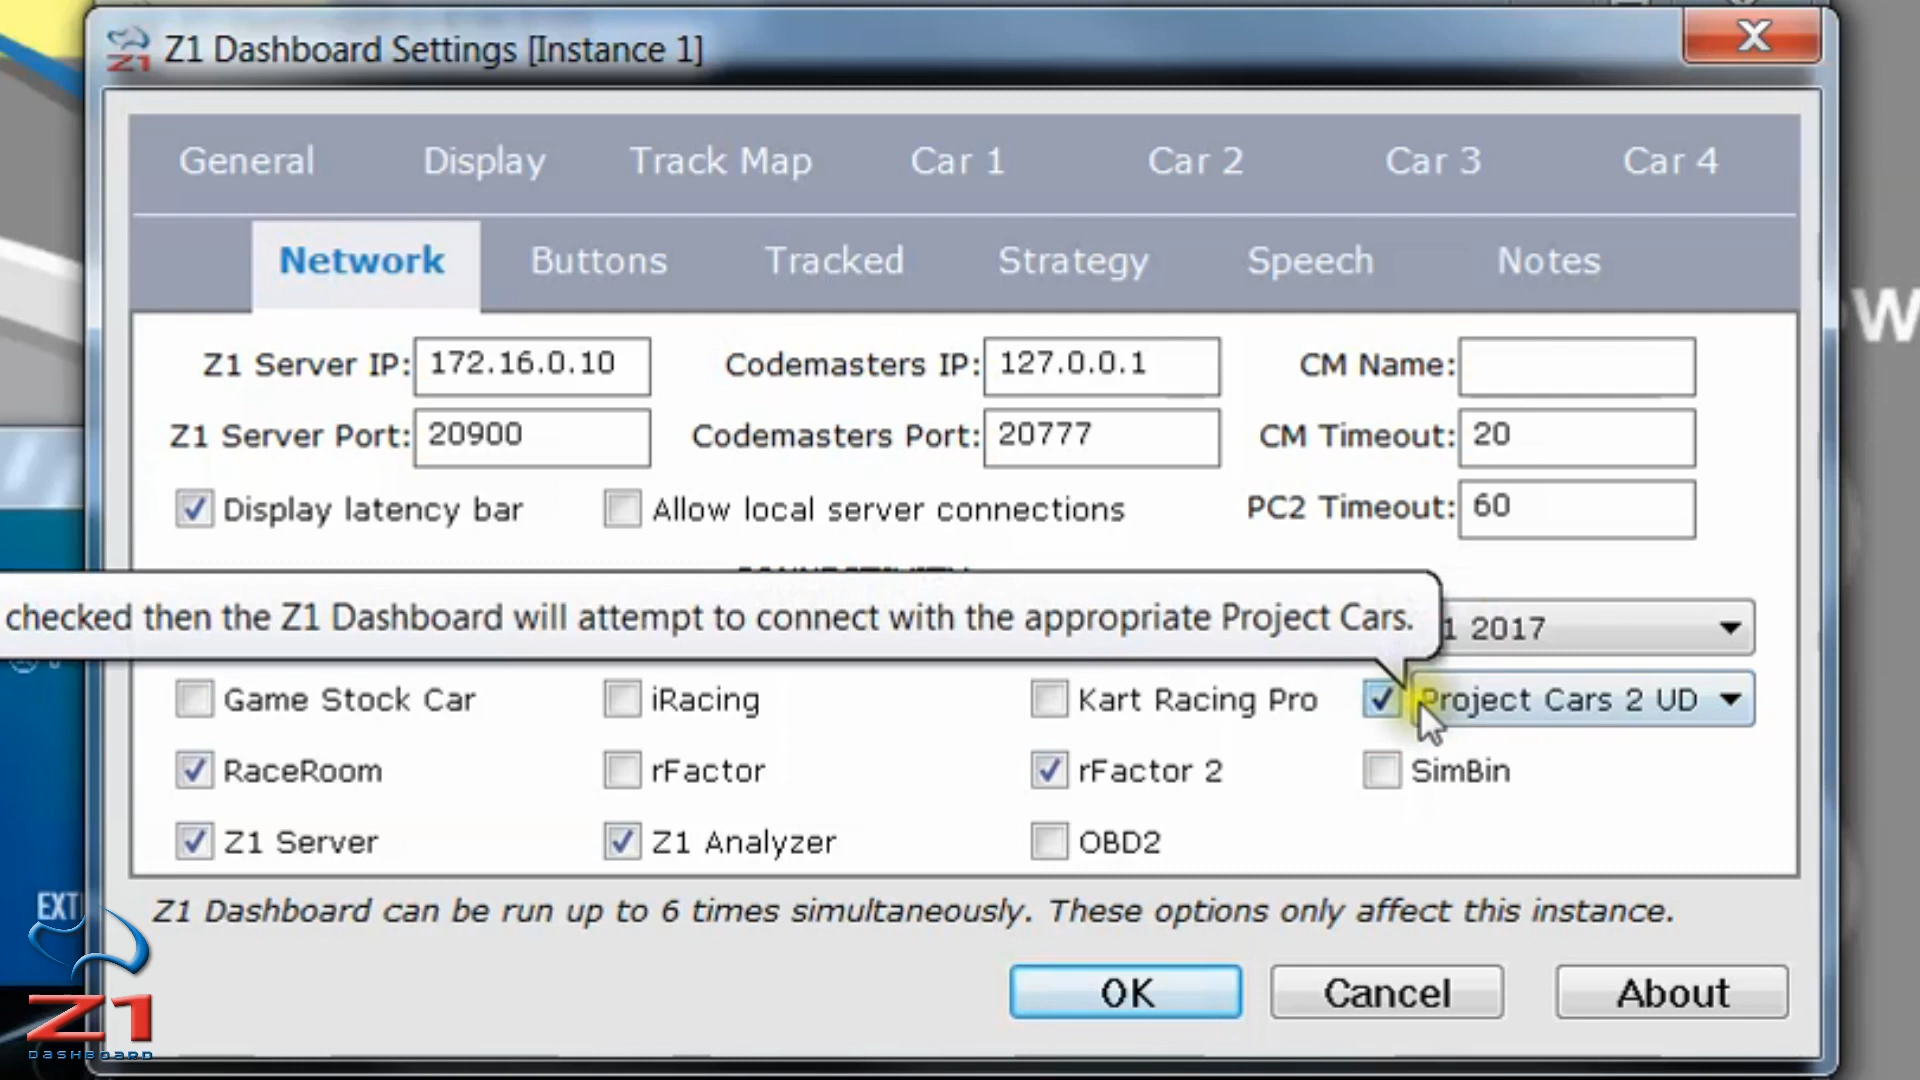 Z1 Dashboard Settings [Instance 1]
General Display Track Map Car 1 Car 2 Car 3 Car 4
Network Buttons Tracked Strategy Speech Notes
Z1 Server IP: 172.16.0.10 Codemasters IP: 127.0.0.1 CM Name:
Z1 Server Port: 20900 Codemasters Port: 20777 CM Timeout: 20
Display latency bar Allow local server connections PC2 Timeout: 60
checked then the Z1 Dashboard will attempt to connect with the appropriate Project Cars.
1 2017
Game Stock Car iRacing Kart Racing Pro Project Cars 2 UD
RaceRoom rFactor rFactor 2 SimBin
Z1 Server Z1 Analyzer OBD2
Z1 Dashboard can be run up to 6 times simultaneously. These options only affect this instance.
OK Cancel About
EXT
Z1
DASHBOARD
W